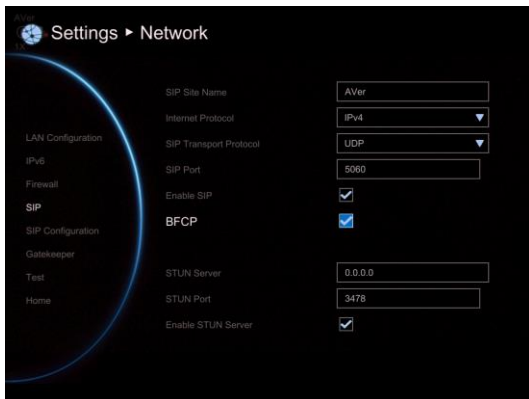 AVer
Settings ▸ Network
1x
SIP Site Name AVer
Internet Protocol IPv4
LAN Configuration
SIP Transport Protocol UDP
IPv6
SIP Port 5060
Firewall
Enable SIP
SIP
BFCP
SIP Configuration
Gatekeeper
STUN Server 0.0.0.0
Test
STUN Port 3478
Home
Enable STUN Server